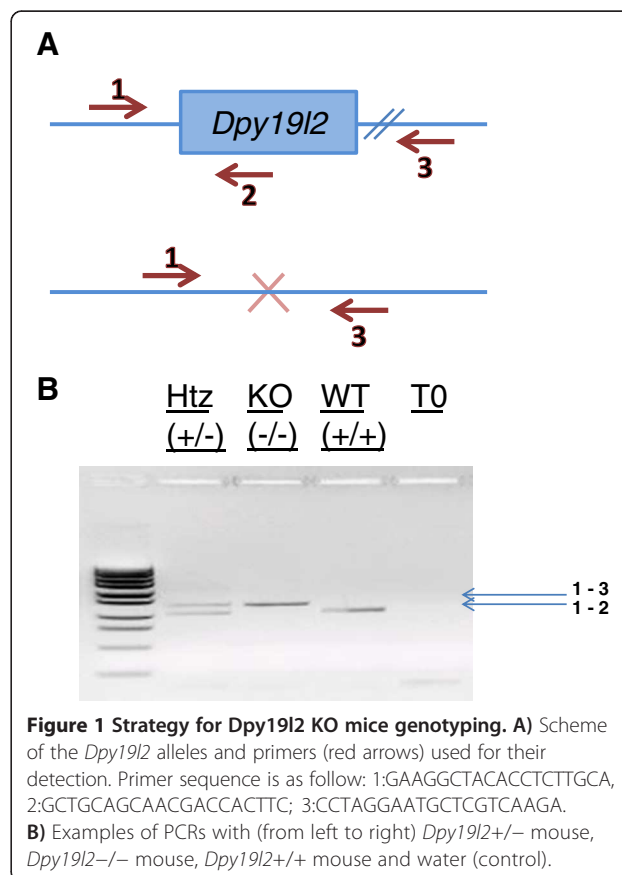 A
1
Dpy19l2
2
3
1
3
B
Htz KO WT T0
(+/-) (-/-) (+/+)
1 - 3
1 - 2
Figure 1 Strategy for Dpy19l2 KO mice genotyping. A) Scheme
of the Dpy19l2 alleles and primers (red arrows) used for their
detection. Primer sequence is as follow: 1:GAAGGCTACACCTCTTGCA,
2:GCTGCAGCAACGACCACTTC; 3:CCTAGGAATGCTCGTCAAGA.
B) Examples of PCRs with (from left to right) Dpy19l2+/− mouse,
Dpy19l2−/− mouse, Dpy19l2+/+ mouse and water (control).